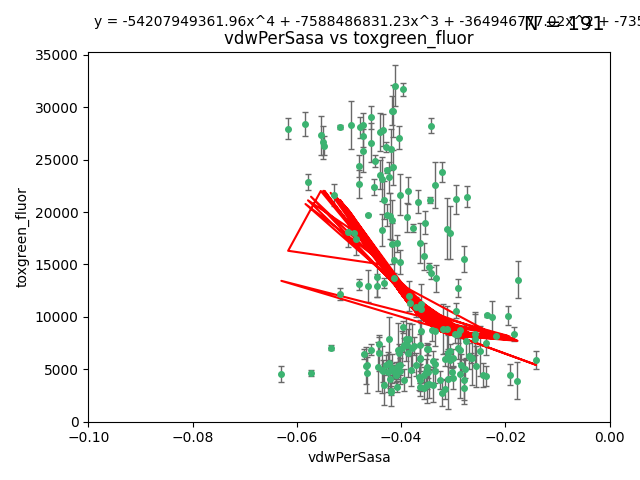 y = -54207949361.96x^4 + -7588486831.23x^3 + + -735
N = 191
vdwPerSasa vs toxgreen_fluor
35000
30000
25000
20000
15000
10000
5000
0
toxgreen_fluor
−0.10 −0.08 −0.06 −0.04 −0.02 0.00
vdwPerSasa